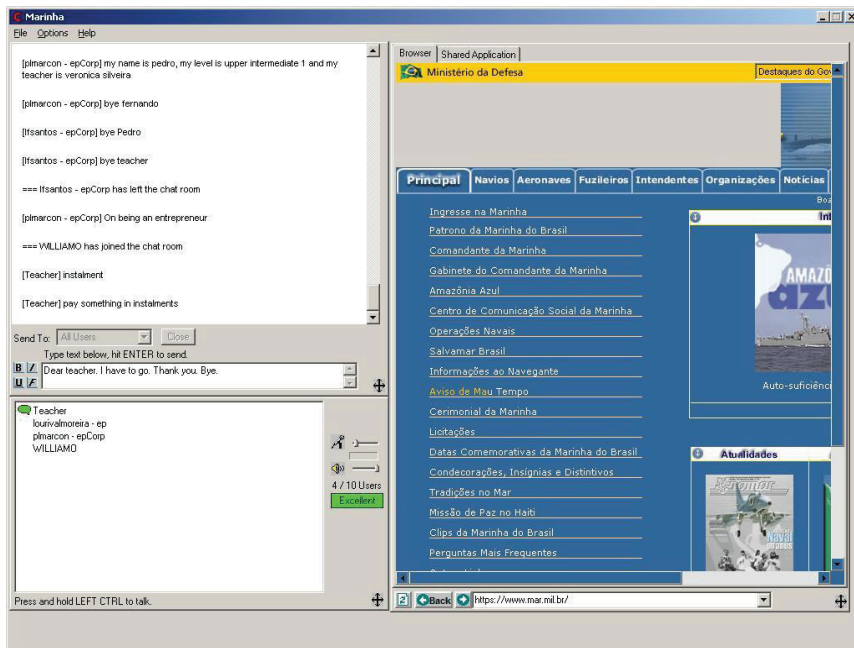 Marinha
File Options Help
[plmarcon - epCorp] my name is pedro, my level is upper intermediate 1 and my
teacher is veronica silveira
[plmarcon - epCorp] bye fernando
[lfsantos - epCorp] bye Pedro
[lfsantos - epCorp] bye teacher
=== lfsantos - epCorp has left the chat room
[plmarcon - epCorp] On being an entrepreneur
=== WILLIAMO has joined the chat room
[Teacher] instalment
[Teacher] pay something in instalments
Send To: All Users Close
Type text below, hit ENTER to send.
B I
U F
Dear teacher. I have to go. Thank you. Bye.
Teacher
lourivalmoreira - ep
plmarcon - epCorp
WILLIAMO
4 / 10 Users
Excellent
Press and hold LEFT CTRL to talk.
Browser Shared Application
Ministério da Defesa
Destaques do Gov
Principal Navios Aeronaves Fuzileiros Intendentes Organizações Notícias
Boa
Ingresse na Marinha
Patrono da Marinha do Brasil
Comandante da Marinha
Gabinete do Comandante da Marinha
Amazônia Azul
Centro de Comunicação Social da Marinha
Operações Navais
Salvamar Brasil
Informações ao Navegante
Aviso de Mau Tempo
Cerimonial da Marinha
Licitações
Datas Comemorativas da Marinha do Brasil
Condecorações, Insígnias e Distintivos
Tradições no Mar
Missão de Paz no Haiti
Clips da Marinha do Brasil
Perguntas Mais Frequentes
Int
AMAZÔ
azu
Auto-suficiênci
Atualidades
Naval
Back
https://www.mar.mil.br/